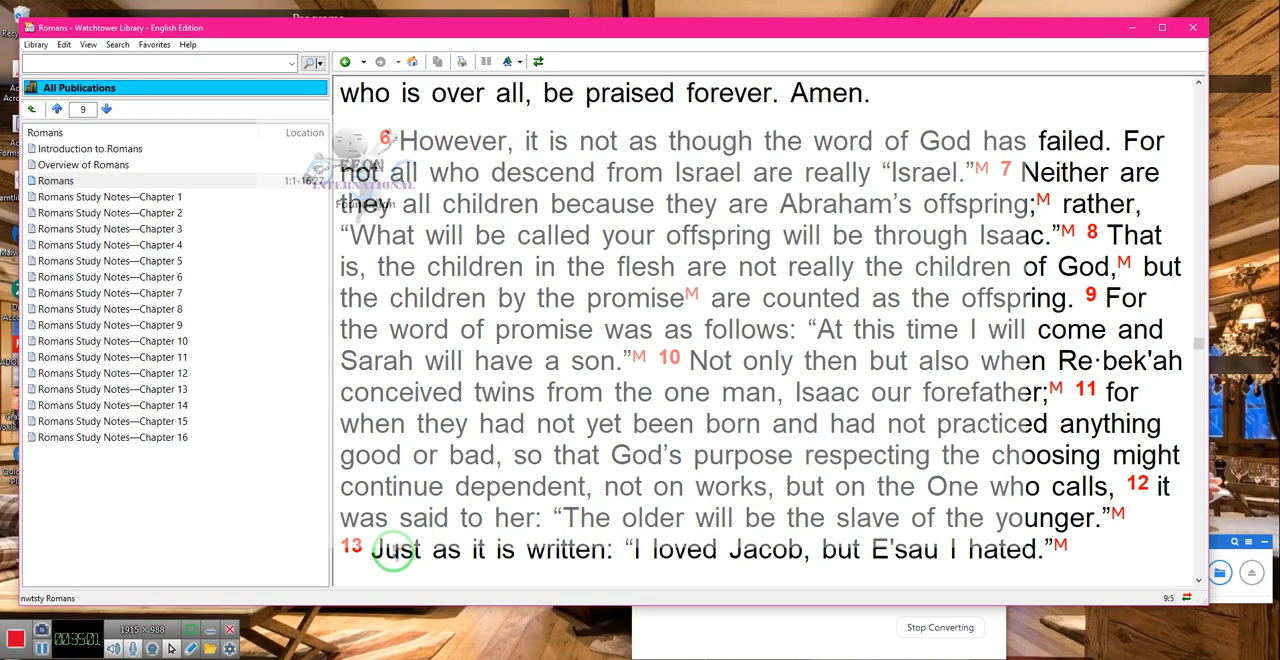 Romans - Watchtower Library - English Edition
Library Edit View Search Favorites Help
All Publications
9
Romans Location
Introduction to Romans
Overview of Romans
Romans 1:1-16:27
Romans Study Notes—Chapter 1
Romans Study Notes—Chapter 2
Romans Study Notes—Chapter 3
Romans Study Notes—Chapter 4
Romans Study Notes—Chapter 5
Romans Study Notes—Chapter 6
Romans Study Notes—Chapter 7
Romans Study Notes—Chapter 8
Romans Study Notes—Chapter 9
Romans Study Notes—Chapter 10
Romans Study Notes—Chapter 11
Romans Study Notes—Chapter 12
Romans Study Notes—Chapter 13
Romans Study Notes—Chapter 14
Romans Study Notes—Chapter 15
Romans Study Notes—Chapter 16
who is over all, be praised forever. Amen.
6 However, it is not as though the word of God has failed. For
not all who descend from Israel are really “Israel.”M 7 Neither are
they all children because they are Abraham’s offspring;M rather,
“What will be called your offspring will be through Isaac.”M 8 That
is, the children in the flesh are not really the children of God,M but
the children by the promiseM are counted as the offspring. 9 For
the word of promise was as follows: “At this time I will come and
Sarah will have a son.”M 10 Not only then but also when Re·bek'ah
conceived twins from the one man, Isaac our forefather;M 11 for
when they had not yet been born and had not practiced anything
good or bad, so that God’s purpose respecting the choosing might
continue dependent, not on works, but on the One who calls, 12 it
was said to her: “The older will be the slave of the younger.”M
13 Just as it is written: “I loved Jacob, but E'sau I hated.”M
INTERNATIONAL
Foundation
nwtsty Romans
9:5
003501
1915 × 988
Stop Converting